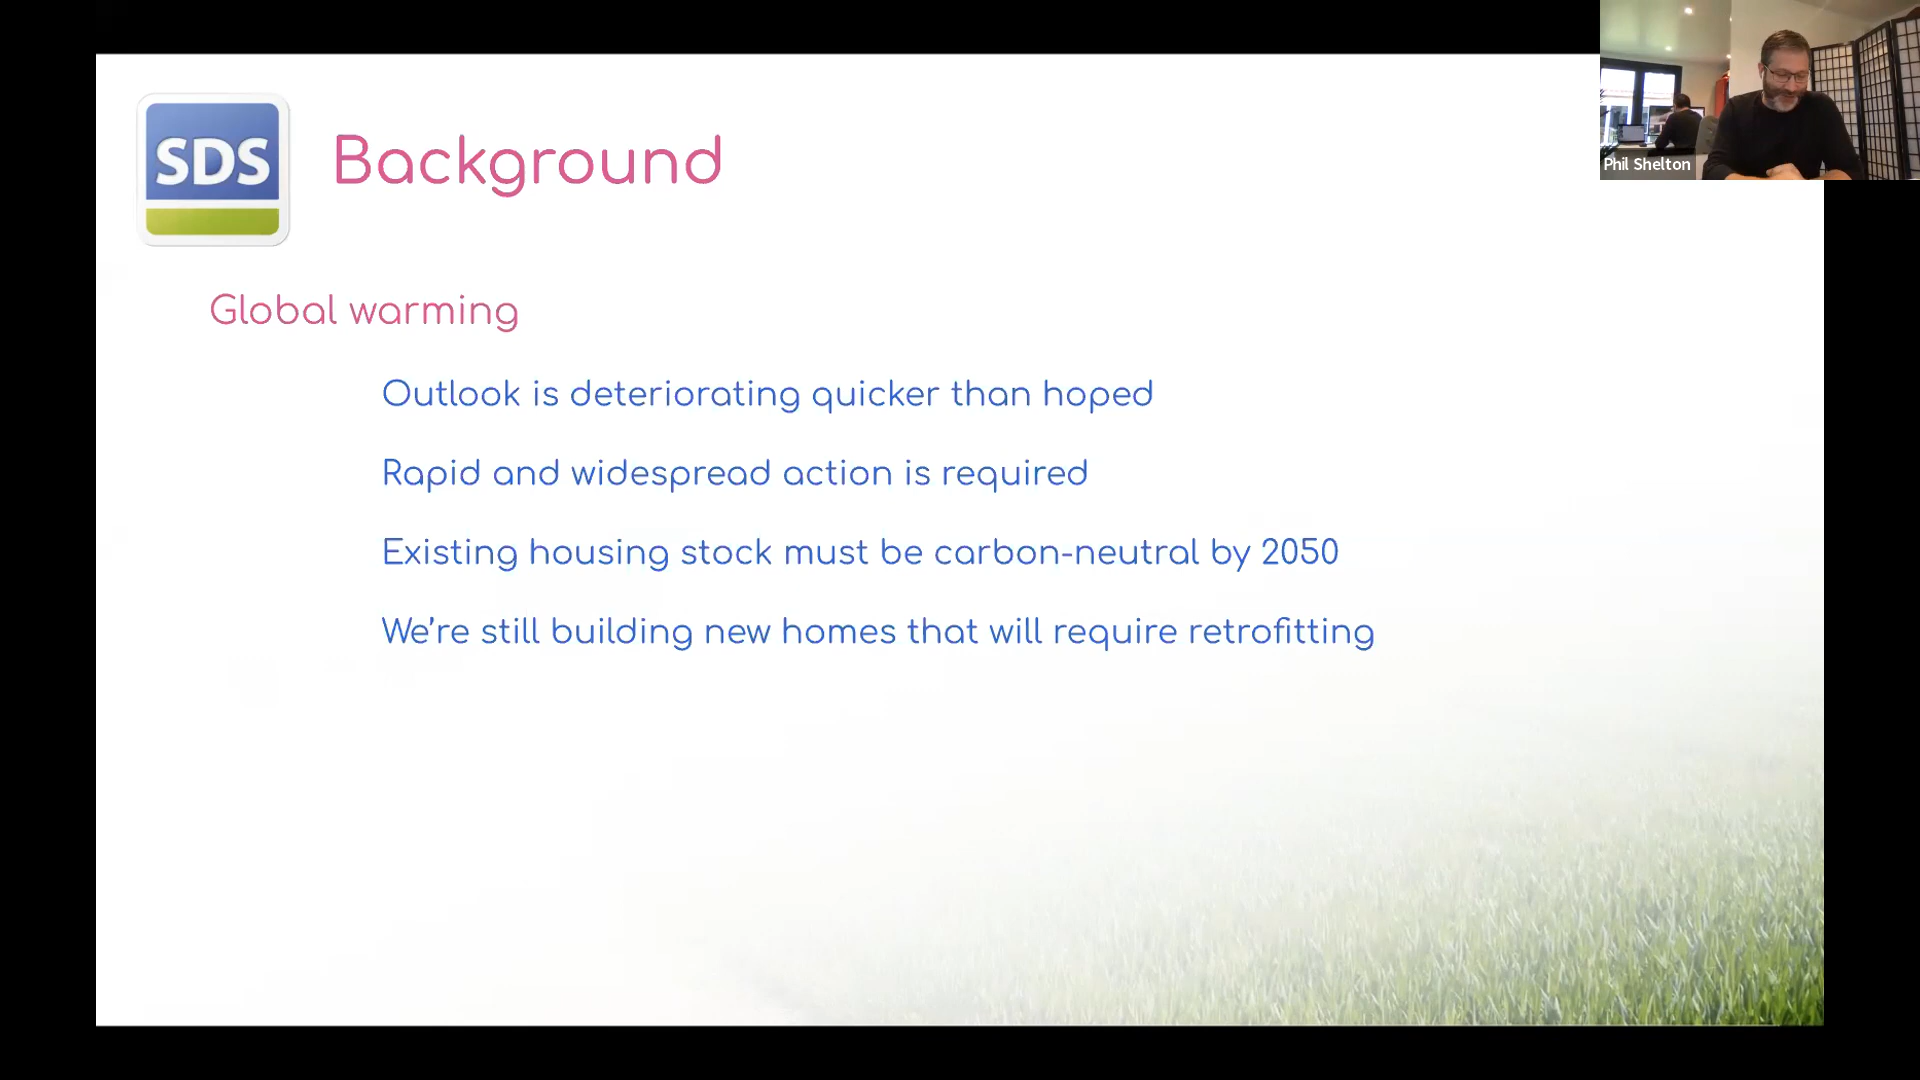 SDS
Background
Phil Shelton
Global warming
Outlook is deteriorating quicker than hoped
Rapid and widespread action is required
Existing housing stock must be carbon-neutral by 2050
We’re still building new homes that will require retrofitting